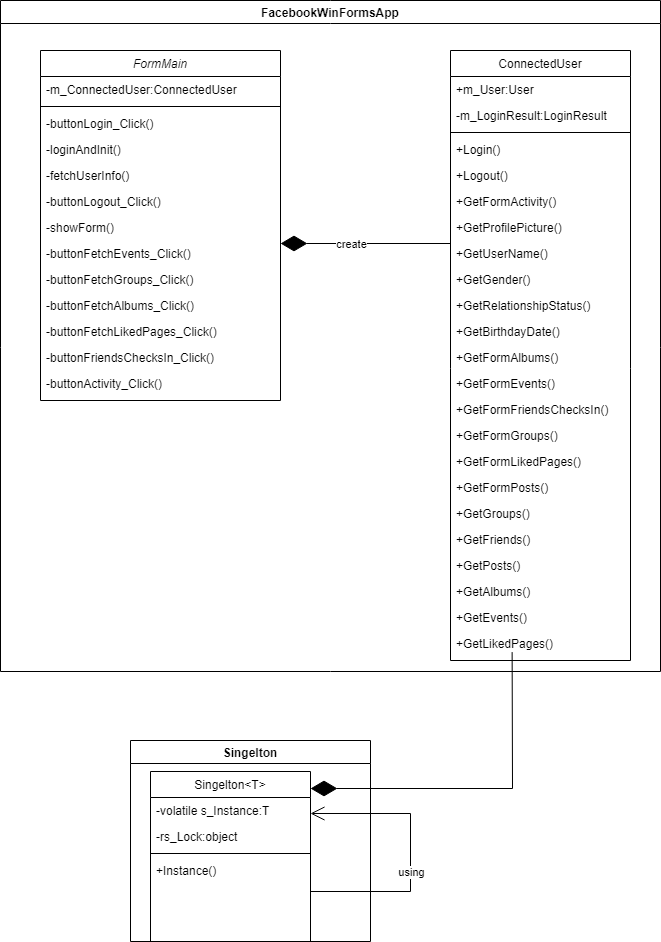 FacebookWinFormsApp
FormMain
-m_ConnectedUser:ConnectedUser
-buttonLogin_Click()
-loginAndInit()
-fetchUserInfo()
-buttonLogout_Click()
-showForm()
-buttonFetchEvents_Click()
-buttonFetchGroups_Click()
-buttonFetchAlbums_Click()
-buttonFetchLikedPages_Click()
-buttonFriendsChecksIn_Click()
-buttonActivity_Click()
create
ConnectedUser
+m_User:User
-m_LoginResult:LoginResult
+Login()
+Logout()
+GetFormActivity()
+GetProfilePicture()
+GetUserName()
+GetGender()
+GetRelationshipStatus()
+GetBirthdayDate()
+GetFormAlbums()
+GetFormEvents()
+GetFormFriendsChecksIn()
+GetFormGroups()
+GetFormLikedPages()
+GetFormPosts()
+GetGroups()
+GetFriends()
+GetPosts()
+GetAlbums()
+GetEvents()
+GetLikedPages()
Singelton
Singelton<T>
-volatile s_Instance:T
-rs_Lock:object
+Instance()
using